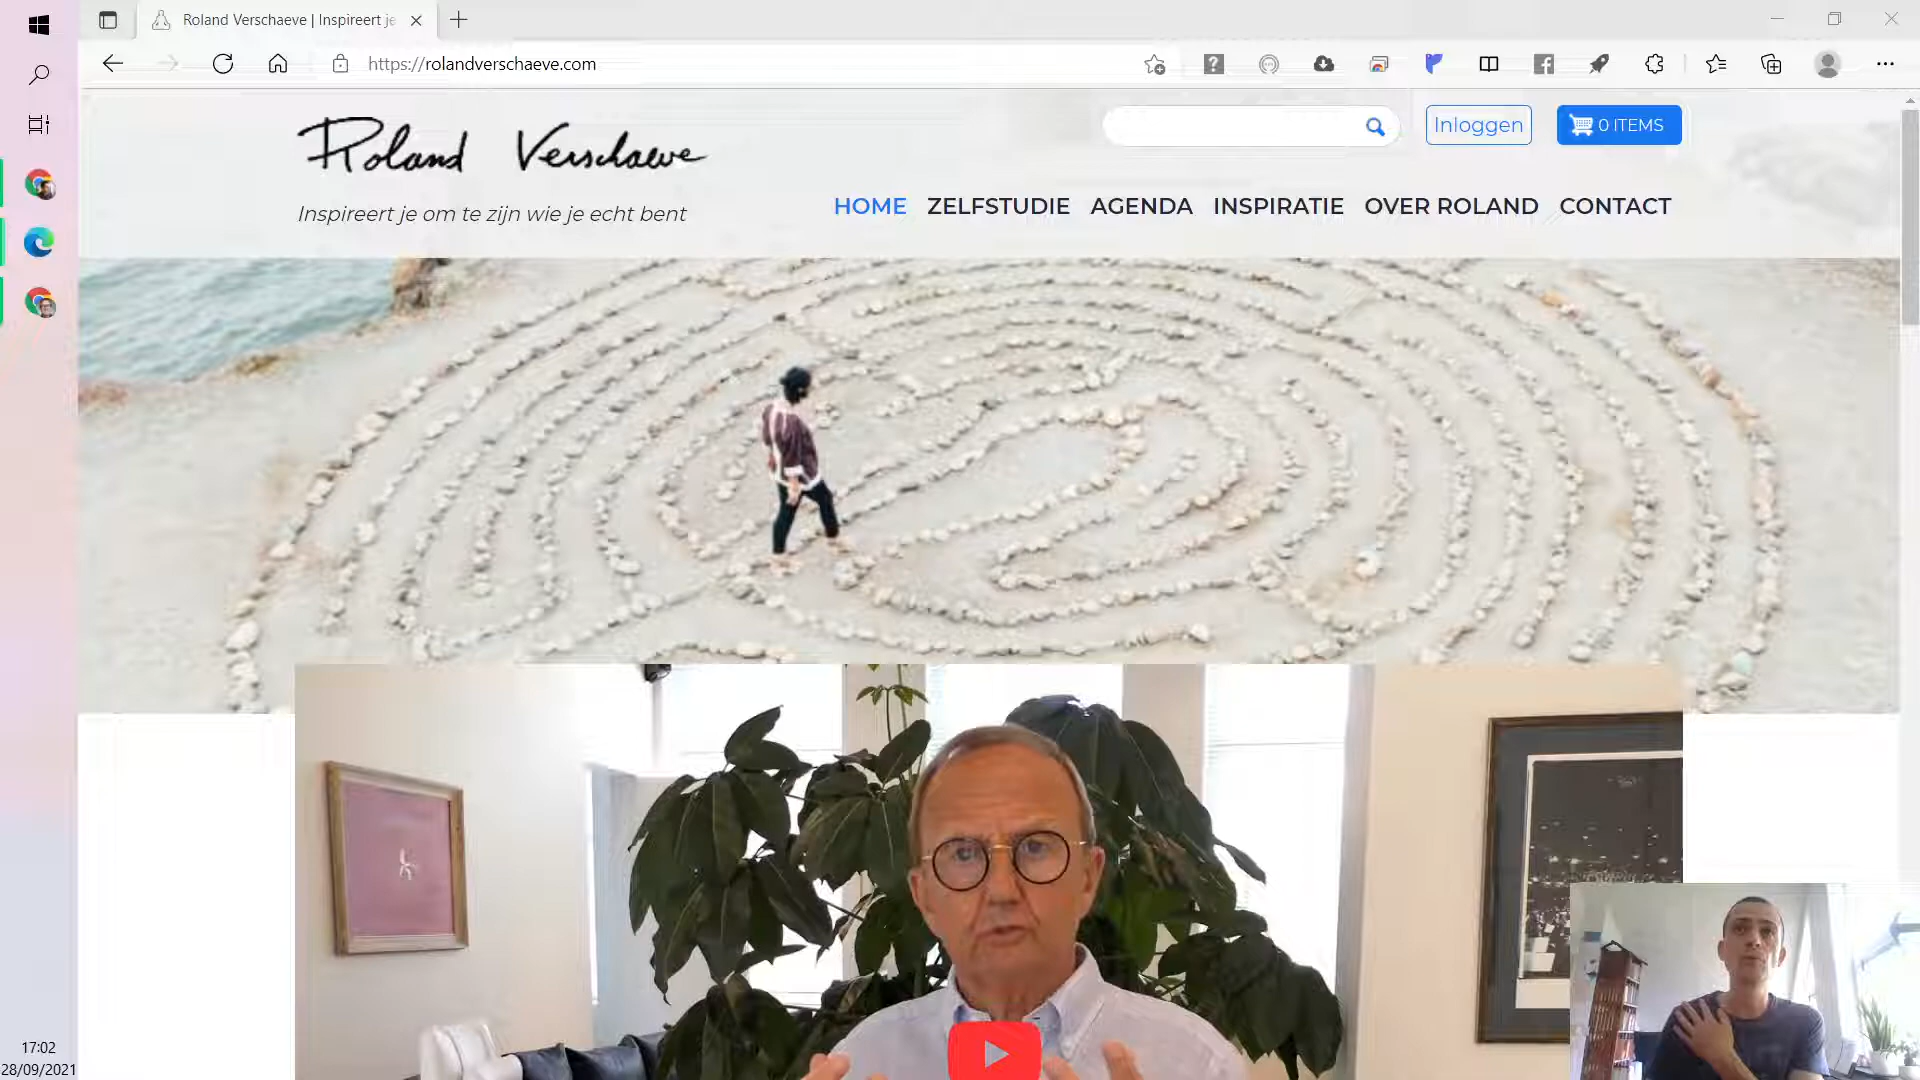 Roland Verschaeve | Inspireert je
https://rolandverschaeve.com
Roland Verschaeve
Inspireert je om te zijn wie je echt bent
Inloggen
0 ITEMS
HOME ZELFSTUDIE AGENDA INSPIRATIE OVER ROLAND CONTACT
17:02
28/09/2021